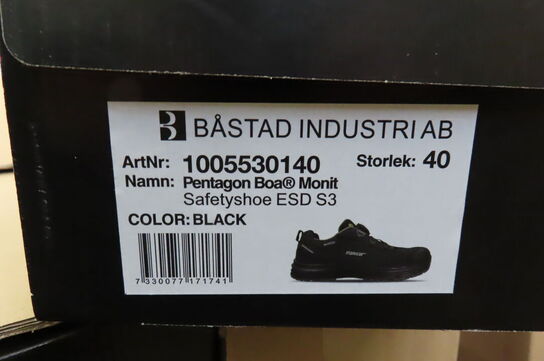 BÅSTAD INDUSTRI AB
ArtNr: 1005530140 Storlek: 40
Namn: Pentagon Boa® Monit
Safetyshoe ESD S3
COLOR: BLACK
7 330077 171741